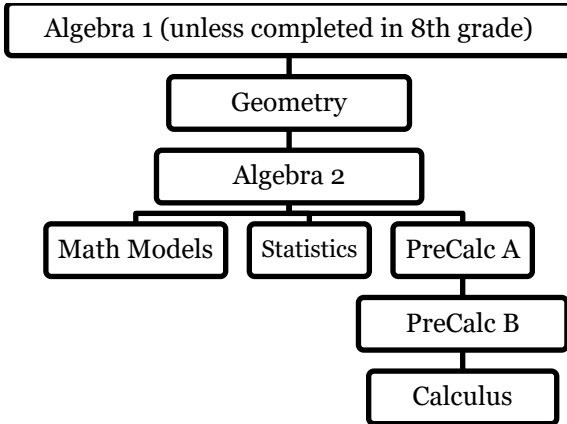 Algebra 1 (unless completed in 8th grade)
Geometry
Algebra 2
Math Models
Statistics
PreCalc A
PreCalc B
Calculus